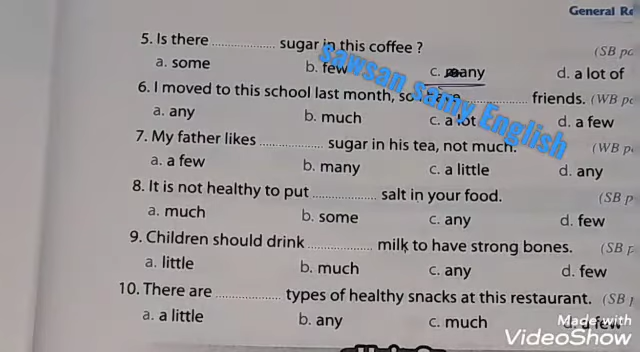 General Re
5. Is there .................... sugar in this coffee ? (SB po
a. some b. few c. many d. a lot of
6. I moved to this school last month, so .................... friends. (WB po
a. any b. much c. a lot d. a few
7. My father likes .................... sugar in his tea, not much. (WB po
a. a few b. many c. a little d. any
8. It is not healthy to put .................... salt in your food. (SB p
a. much b. some c. any d. few
9. Children should drink .................... milk to have strong bones. (SB p
a. little b. much c. any d. few
10. There are .................... types of healthy snacks at this restaurant. (SB p
a. a little b. any c. much d. a few
sawsan samy English
Made with
VideoShow